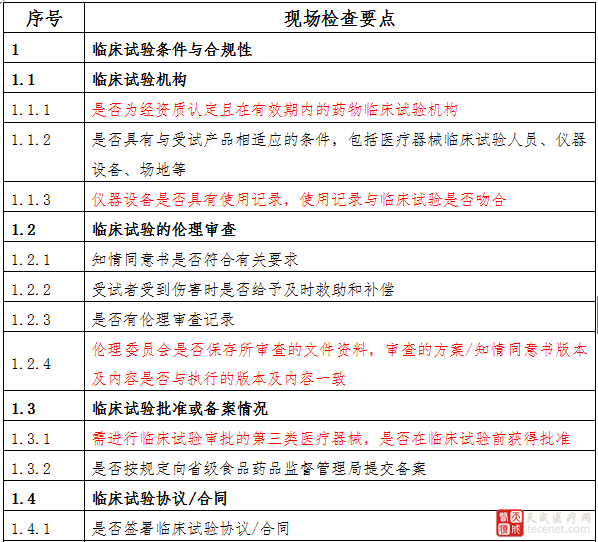 序号 现场检查要点
1 临床试验条件与合规性
1.1 临床试验机构
1.1.1 是否为经资质认定且在有效期内的药物临床试验机构
1.1.2 是否具有与受试产品相适应的条件，包括医疗器械临床试验人员、仪器
设备、场地等
1.1.3 仪器设备是否具有使用记录，使用记录与临床试验是否吻合
1.2 临床试验的伦理审查
1.2.1 知情同意书是否符合有关要求
1.2.2 受试者受到伤害时是否给予及时救助和补偿
1.2.3 是否有伦理审查记录
1.2.4 伦理委员会是否保存所审查的文件资料，审查的方案/知情同意书版本
及内容是否与执行的版本及内容一致
1.3 临床试验批准或备案情况
1.3.1 需进行临床试验审批的第三类医疗器械，是否在临床试验前获得批准
1.3.2 是否按规定向省级食品药品监督管理局提交备案
1.4 临床试验协议/合同
1.4.1 是否签署临床试验协议/合同
天成医疗网
tecenet.com